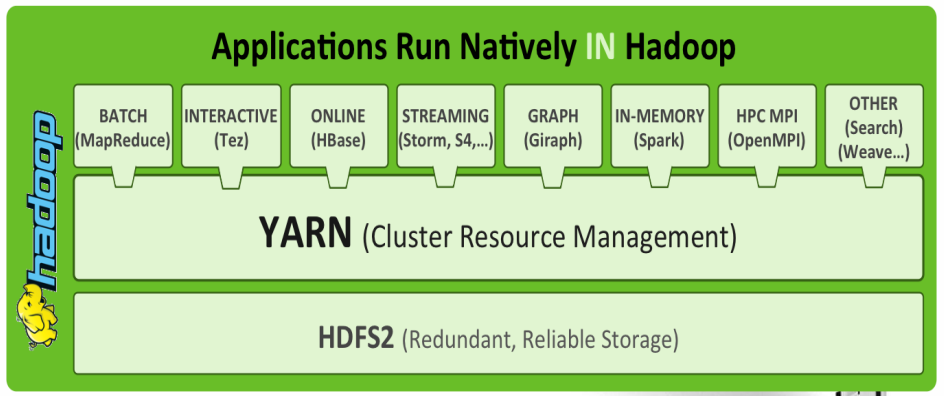 Applications Run Natively IN Hadoop
hadoop
BATCH
(MapReduce)
INTERACTIVE
(Tez)
ONLINE
(HBase)
STREAMING
(Storm, S4,...)
GRAPH
(Giraph)
IN-MEMORY
(Spark)
HPC MPI
(OpenMPI)
OTHER
(Search)
(Weave...)
YARN (Cluster Resource Management)
HDFS2 (Redundant, Reliable Storage)